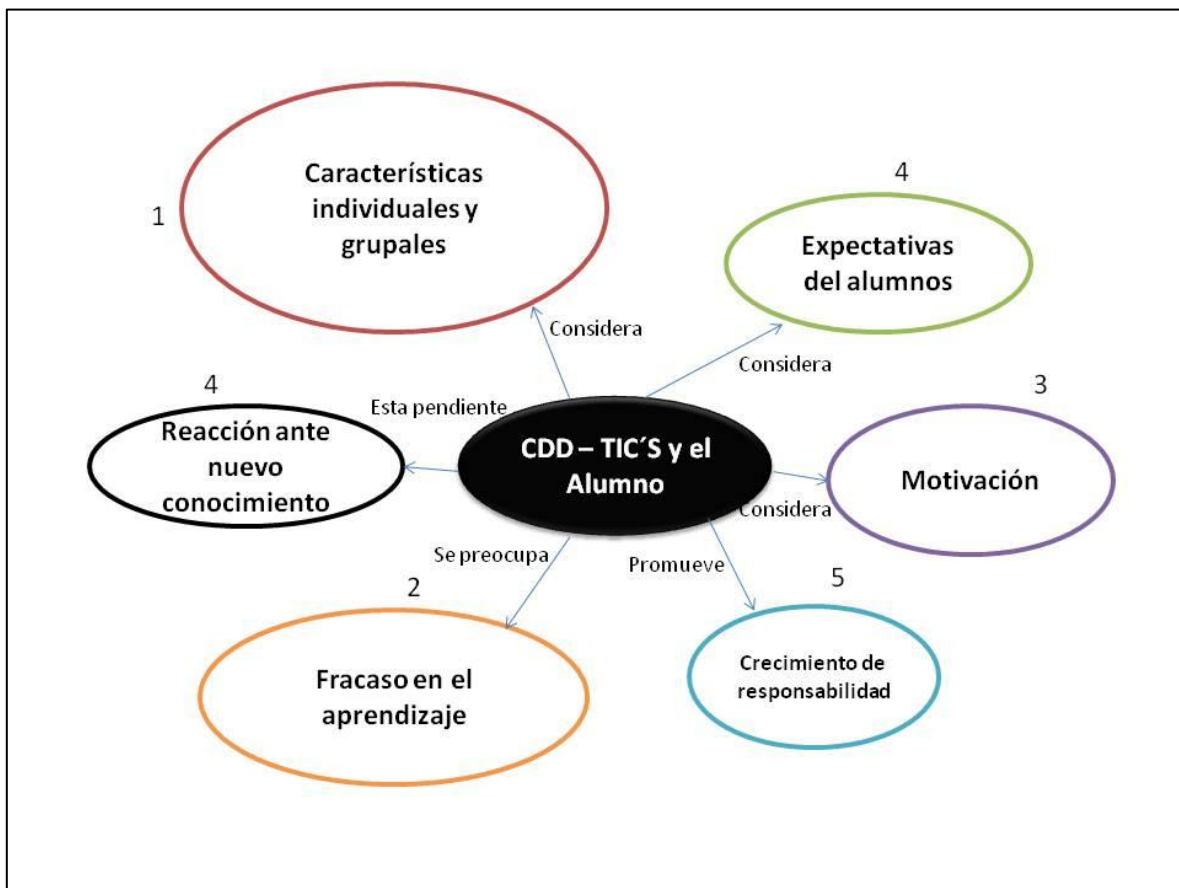 1
Característícas
individuales y
grupales
4
Expectativas
del alumnos
Considera
Considera
4
Esta pendiente
Reacción ante
nuevo
conocimiento
CDD – TIC´S y el
Alumno
3
Motivación
Considera
Se preocupa
Promueve
2
Fracaso en el
aprendizaje
5
Crecimiento de
responsabilidad